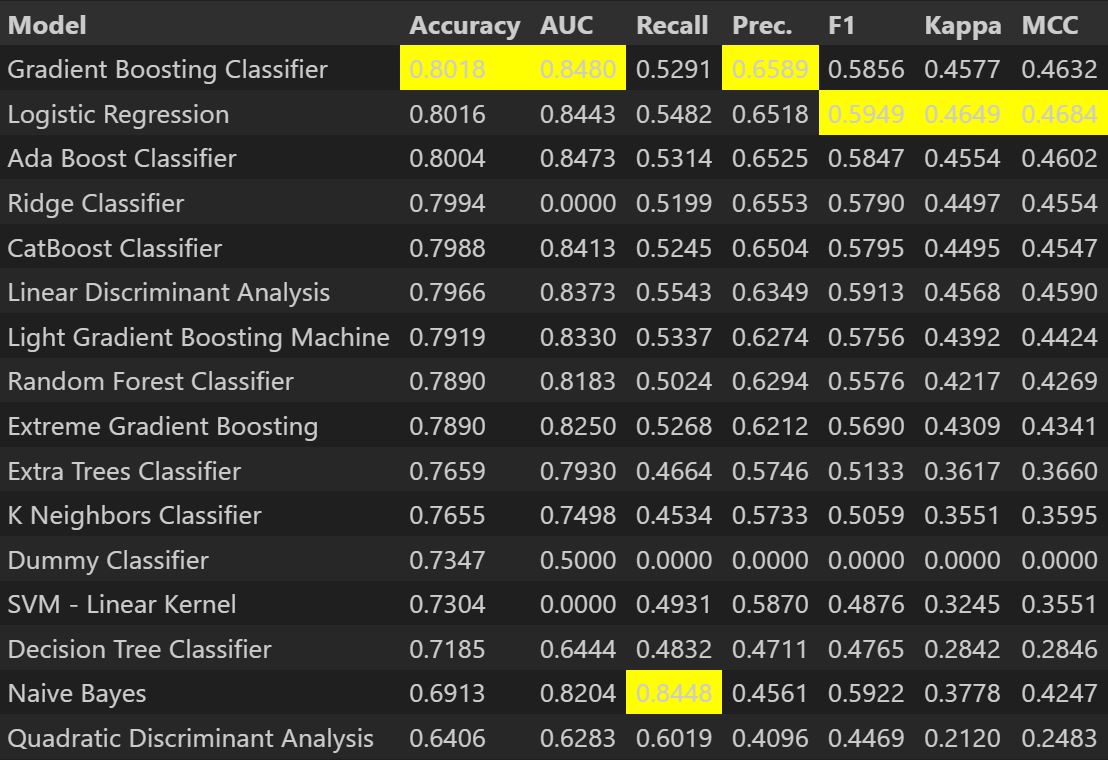 Model Accuracy AUC Recall Prec. F1 Kappa MCC
Gradient Boosting Classifier 0.8018 0.8480 0.5291 0.6589 0.5856 0.4577 0.4632
Logistic Regression 0.8016 0.8443 0.5482 0.6518 0.5949 0.4649 0.4684
Ada Boost Classifier 0.8004 0.8473 0.5314 0.6525 0.5847 0.4554 0.4602
Ridge Classifier 0.7994 0.0000 0.5199 0.6553 0.5790 0.4497 0.4554
CatBoost Classifier 0.7988 0.8413 0.5245 0.6504 0.5795 0.4495 0.4547
Linear Discriminant Analysis 0.7966 0.8373 0.5543 0.6349 0.5913 0.4568 0.4590
Light Gradient Boosting Machine 0.7919 0.8330 0.5337 0.6274 0.5756 0.4392 0.4424
Random Forest Classifier 0.7890 0.8183 0.5024 0.6294 0.5576 0.4217 0.4269
Extreme Gradient Boosting 0.7890 0.8250 0.5268 0.6212 0.5690 0.4309 0.4341
Extra Trees Classifier 0.7659 0.7930 0.4664 0.5746 0.5133 0.3617 0.3660
K Neighbors Classifier 0.7655 0.7498 0.4534 0.5733 0.5059 0.3551 0.3595
Dummy Classifier 0.7347 0.5000 0.0000 0.0000 0.0000 0.0000 0.0000
SVM - Linear Kernel 0.7304 0.0000 0.4931 0.5870 0.4876 0.3245 0.3551
Decision Tree Classifier 0.7185 0.6444 0.4832 0.4711 0.4765 0.2842 0.2846
Naive Bayes 0.6913 0.8204 0.8448 0.4561 0.5922 0.3778 0.4247
Quadratic Discriminant Analysis 0.6406 0.6283 0.6019 0.4096 0.4469 0.2120 0.2483